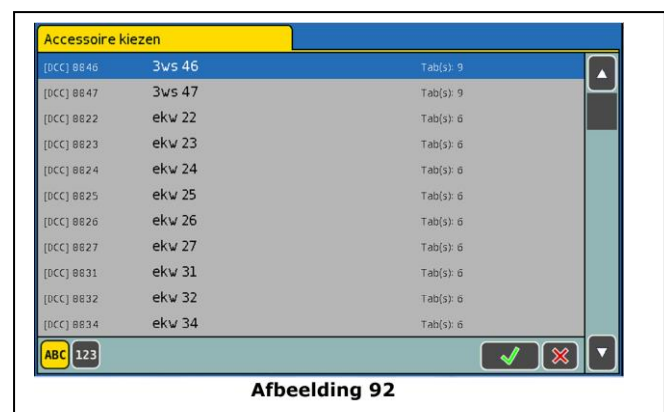 Accessoire kiezen
[DCC] 8846 3ws 46 Tab(s): 9
[DCC] 8847 3ws 47 Tab(s): 9
[DCC] 8822 ekw 22 Tab(s): 6
[DCC] 8823 ekw 23 Tab(s): 6
[DCC] 8824 ekw 24 Tab(s): 6
[DCC] 8825 ekw 25 Tab(s): 6
[DCC] 8826 ekw 26 Tab(s): 6
[DCC] 8827 ekw 27 Tab(s): 6
[DCC] 8831 ekw 31 Tab(s): 6
[DCC] 8832 ekw 32 Tab(s): 6
[DCC] 8834 ekw 34 Tab(s): 6
ABC 123
Afbeelding 92